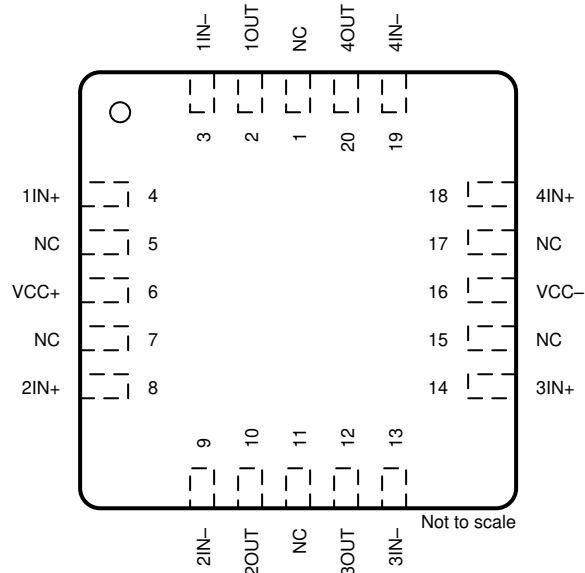 1IN–
1OUT
NC
4OUT
4IN–
3
2
1
20
19
1IN+ 4
18 4IN+
NC 5
17 NC
VCC+ 6
16 VCC–
NC 7
15 NC
2IN+ 8
14 3IN+
9
10
11
12
13
2IN–
2OUT
NC
3OUT
3IN–
Not to scale